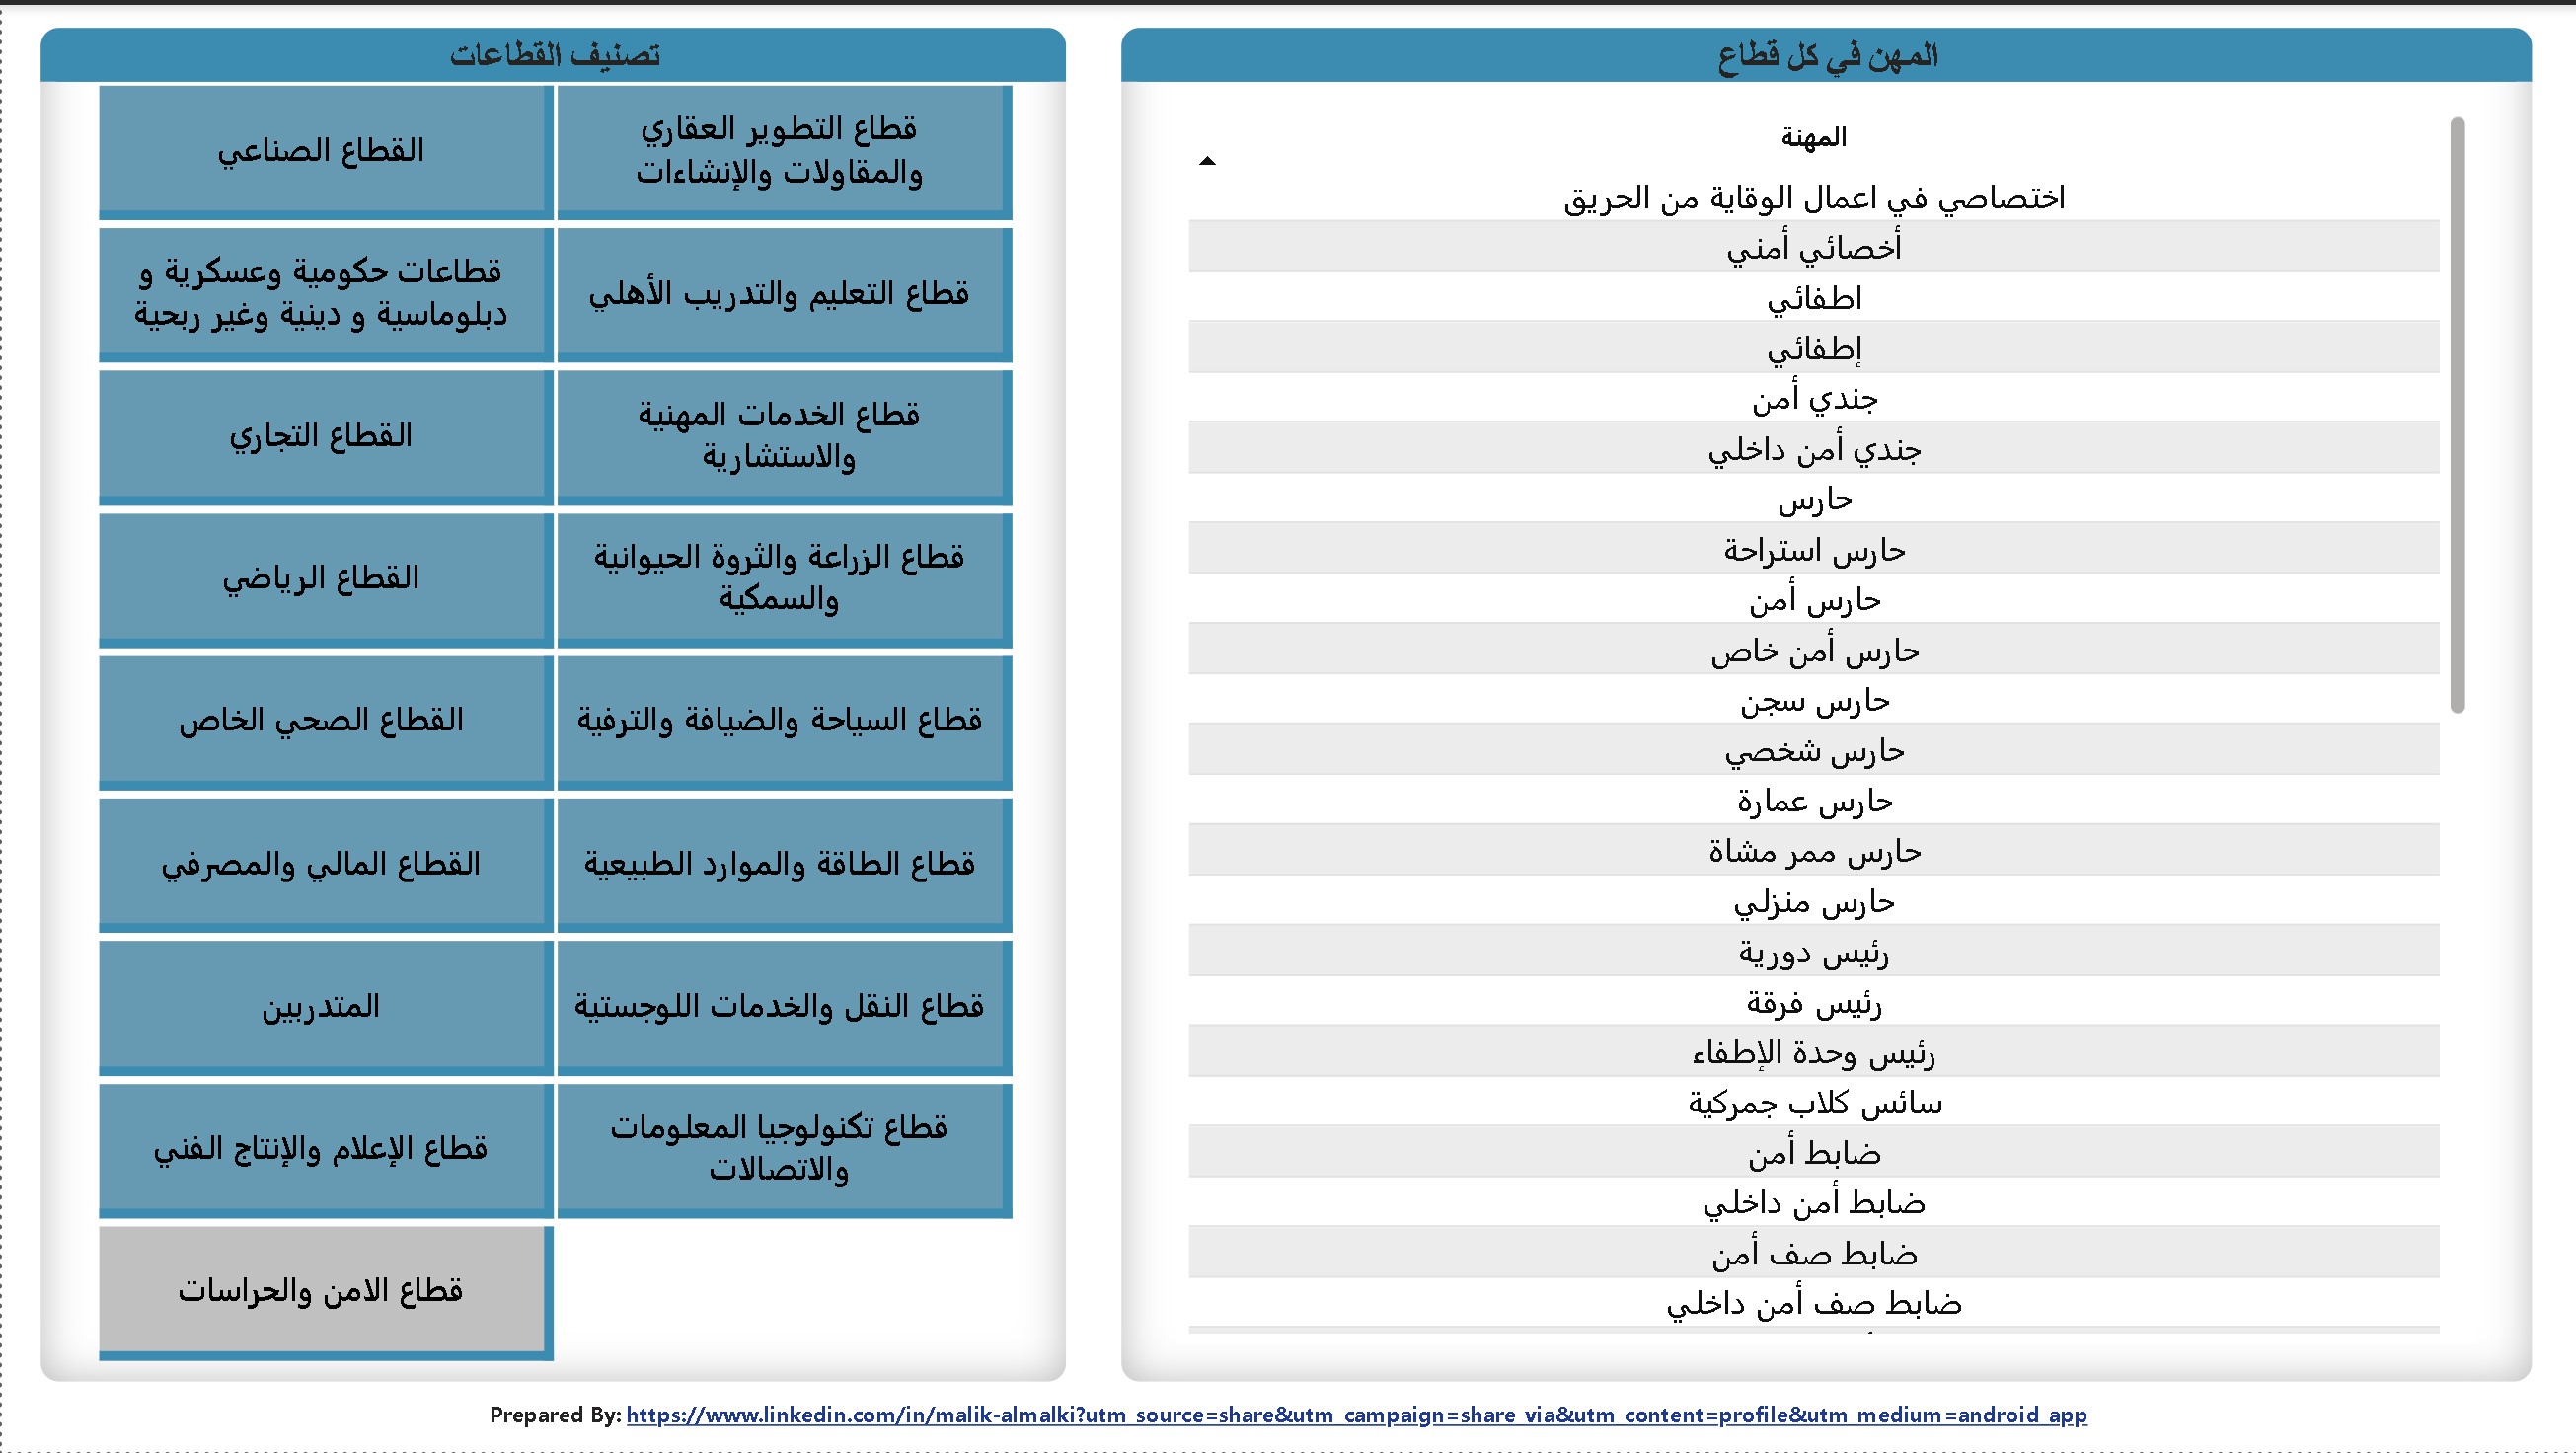 المهن في كل قطاع
المهنة
اختصاصي في اعمال الوقاية من الحريق
أخصائي أمني
اطفائي
إطفائي
جندي أمن
جندي أمن داخلي
حارس
حارس استراحة
حارس أمن
حارس أمن خاص
حارس سجن
حارس شخصي
حارس عمارة
حارس ممر مشاة
حارس منزلي
رئيس دورية
رئيس فرقة
رئيس وحدة الإطفاء
سائس كلاب جمركية
ضابط أمن
ضابط أمن داخلي
ضابط صف أمن
ضابط صف أمن داخلي
تصنيف القطاعات
قطاع التطوير العقاري
والمقاولات والإنشاءات
القطاع الصناعي
قطاع التعليم والتدريب الأهلي
قطاعات حكومية وعسكرية و
دبلوماسية و دينية وغير ربحية
قطاع الخدمات المهنية
والاستشارية
القطاع التجاري
قطاع الزراعة والثروة الحيوانية
والسمكية
القطاع الرياضي
قطاع السياحة والضيافة والترفية
القطاع الصحي الخاص
قطاع الطاقة والموارد الطبيعية
القطاع المالي والمصرفي
قطاع النقل والخدمات اللوجستية
المتدربين
قطاع تكنولوجيا المعلومات
والاتصالات
قطاع الإعلام والإنتاج الفني
قطاع الامن والحراسات
Prepared By: https://www.linkedin.com/in/malik-almalki?utm_source=share&utm_campaign=share_via&utm_content=profile&utm_medium=android_app